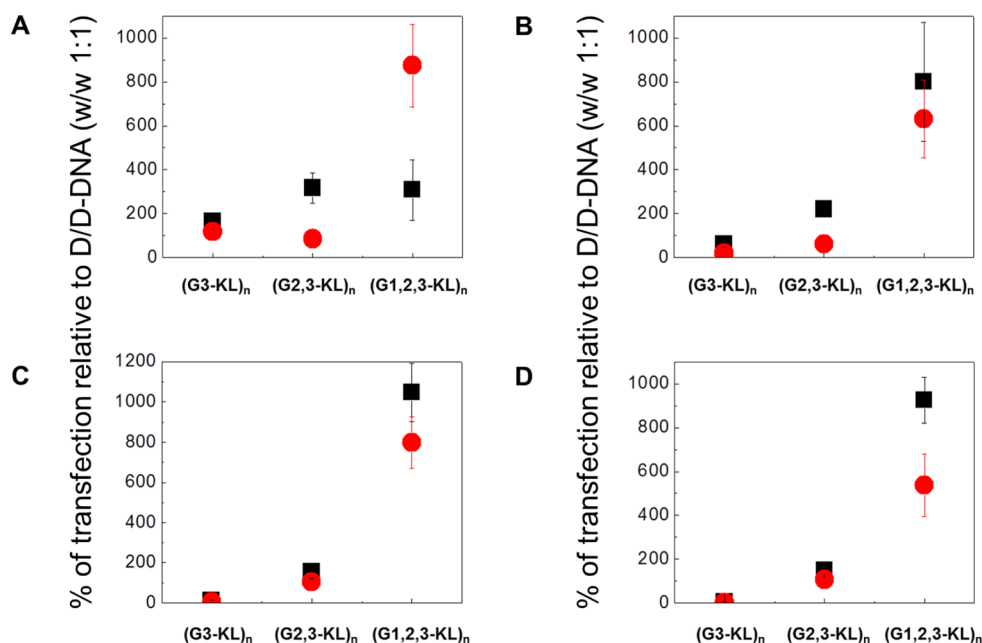 A
B
% of transfection relative to D/D-DNA (w/w 1:1)
1000
800
600
400
200
0
(G3-KL)n
(G2,3-KL)n
(G1,2,3-KL)n
% of transfection relative to D/D-DNA (w/w 1:1)
1000
800
600
400
200
0
(G3-KL)n
(G2,3-KL)n
(G1,2,3-KL)n
C
1200
1000
800
600
400
200
0
(G3-KL)n
(G2,3-KL)n
(G1,2,3-KL)n
D
1000
800
600
400
200
0
(G3-KL)n
(G2,3-KL)n
(G1,2,3-KL)n